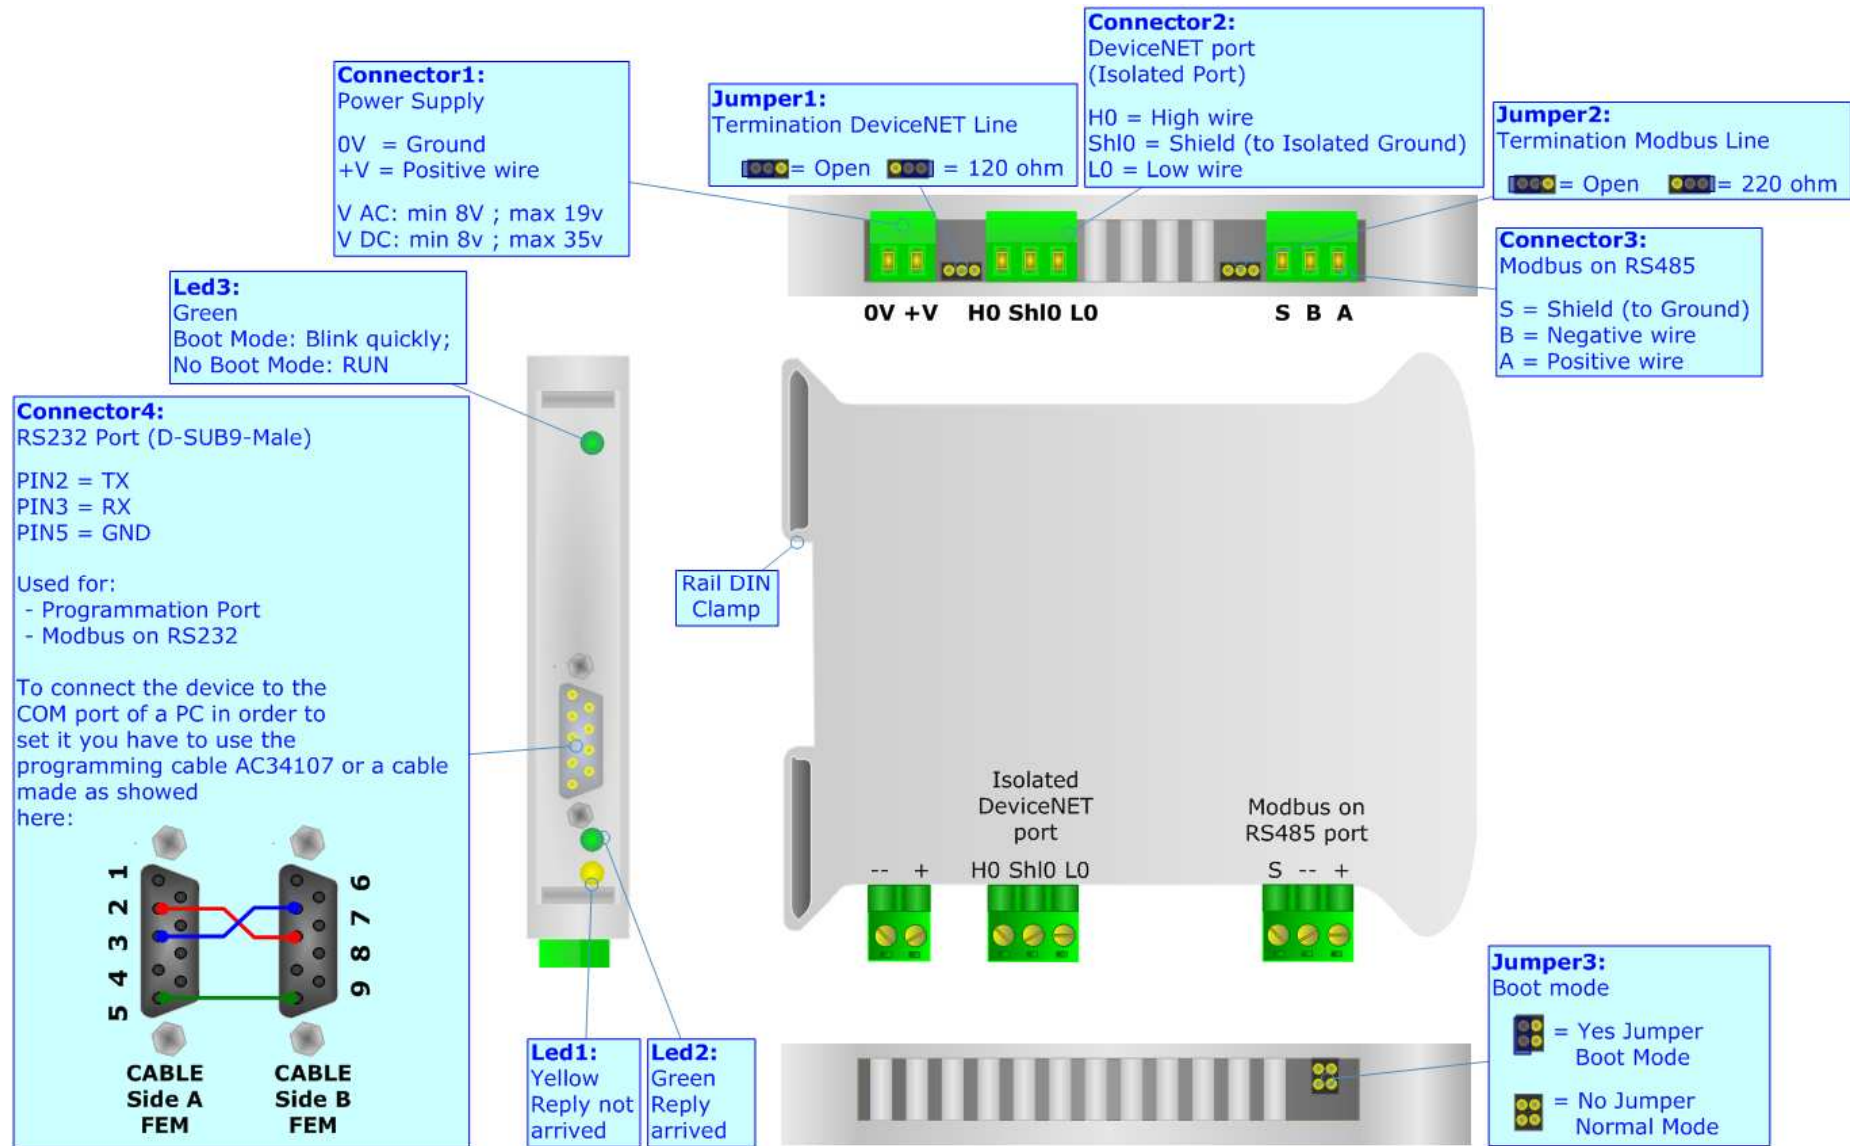 Connector1:
Power Supply
0V = Ground
+V = Positive wire
V AC: min 8V ; max 19v
V DC: min 8v ; max 35v
Jumper1:
Termination DeviceNET Line
= Open = 120 ohm
Connector2:
DeviceNET port
(Isolated Port)
H0 = High wire
Shl0 = Shield (to Isolated Ground)
L0 = Low wire
Jumper2:
Termination Modbus Line
= Open = 220 ohm
Connector3:
Modbus on RS485
S = Shield (to Ground)
B = Negative wire
A = Positive wire
0V +V H0 Shl0 L0 S B A
Led3:
Green
Boot Mode: Blink quickly;
No Boot Mode: RUN
Connector4:
RS232 Port (D-SUB9-Male)
PIN2 = TX
PIN3 = RX
PIN5 = GND
Used for:
- Programmation Port
- Modbus on RS232
To connect the device to the
COM port of a PC in order to
set it you have to use the
programming cable AC34107 or a cable
made as showed
here:
1
2
3
4
5
6
7
8
9
CABLE
Side A
FEM
CABLE
Side B
FEM
Rail DIN
Clamp
Isolated
DeviceNET
port
Modbus on
RS485 port
-- + H0 Shl0 L0 S -- +
Led1:
Yellow
Reply not
arrived
Led2:
Green
Reply
arrived
Jumper3:
Boot mode
= Yes Jumper
Boot Mode
= No Jumper
Normal Mode